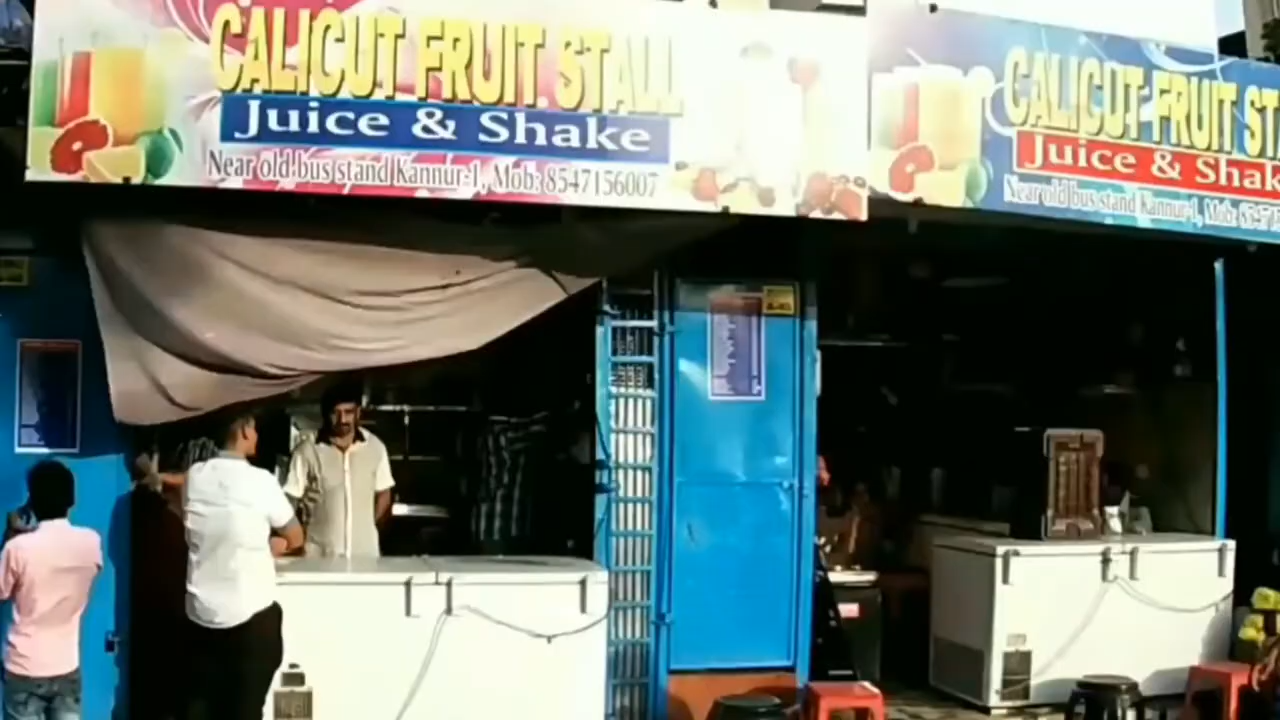 CALICUT FRUIT STALL
Juice & Shake
Near old bus stand Kannur-1, Mob: 8547156007
CALICUT FRUIT ST
Juice & Shak
Near old bus stand Kannur-1, Mob: